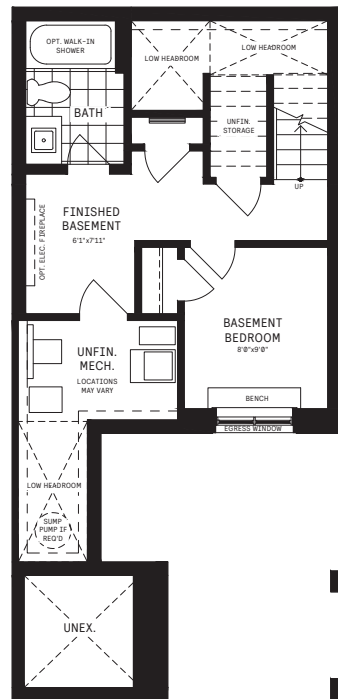 OPT. WALK-IN
SHOWER
LOW HEADROOM
LOW HEADROOM
BATH
UNFIN.
STORAGE
UP
FINISHED
BASEMENT
6'1"x7'11"
OPT. ELEC. FIREPLACE
BASEMENT
BEDROOM
8'0"x9'0"
UNFIN.
MECH.
LOCATIONS
MAY VARY
BENCH
EGRESS WINDOW
LOW HEADROOM
SUMP
PUMP IF
REQ'D
UNEX.